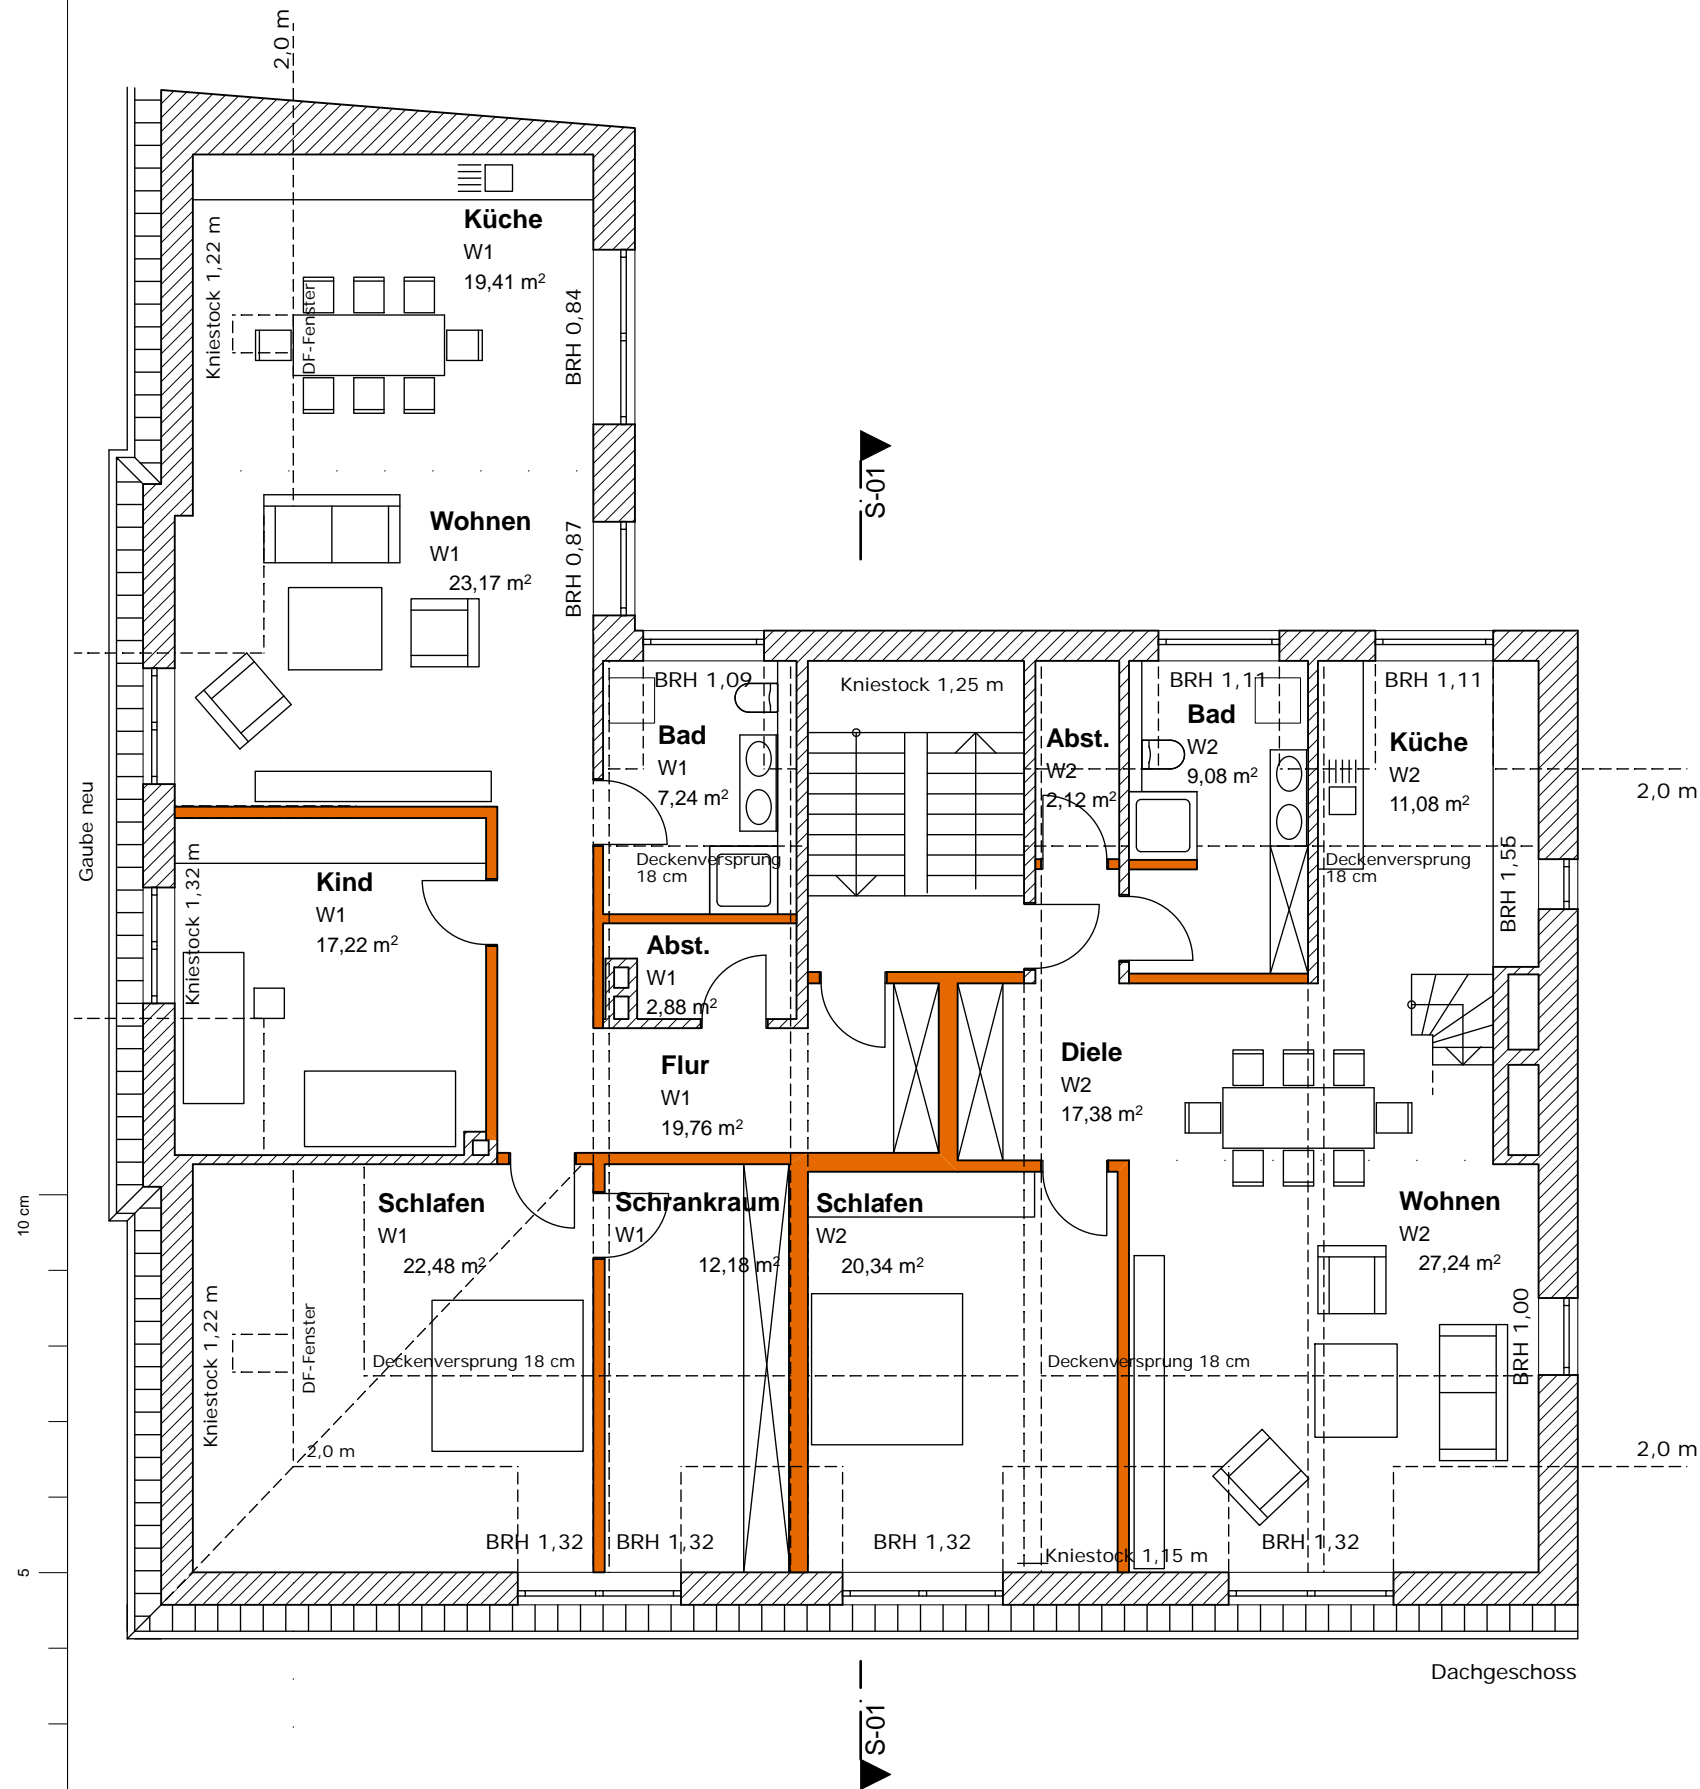 2,0 m
Küche
W1
19,41 m²
Kniestock 1,22 m
DF-Fenster
BRH 0,84
S-01
Wohnen
W1
23,17 m²
BRH 0,87
BRH 1,09
Kniestock 1,25 m
BRH 1,11
BRH 1,11
Bad
W1
7,24 m²
Abst.
W2
2,12 m²
Bad
W2
9,08 m²
Küche
W2
11,08 m²
2,0 m
Gaube neu
Deckenversprung
18 cm
Deckenversprung
18 cm
BRH 1,55
Kniestock 1,32 m
Kind
W1
17,22 m²
Abst.
W1
2,88 m²
Flur
W1
19,76 m²
Diele
W2
17,38 m²
10 cm
Schlafen
W1
22,48 m²
Schrankraum
W1
12,18 m²
Schlafen
W2
20,34 m²
Wohnen
W2
27,24 m²
Kniestock 1,22 m
DF-Fenster
BRH 1,00
Deckenversprung 18 cm
Deckenversprung 18 cm
2,0 m
2,0 m
BRH 1,32
BRH 1,32
BRH 1,32
Kniestock 1,15 m
BRH 1,32
5
Dachgeschoss
S-01